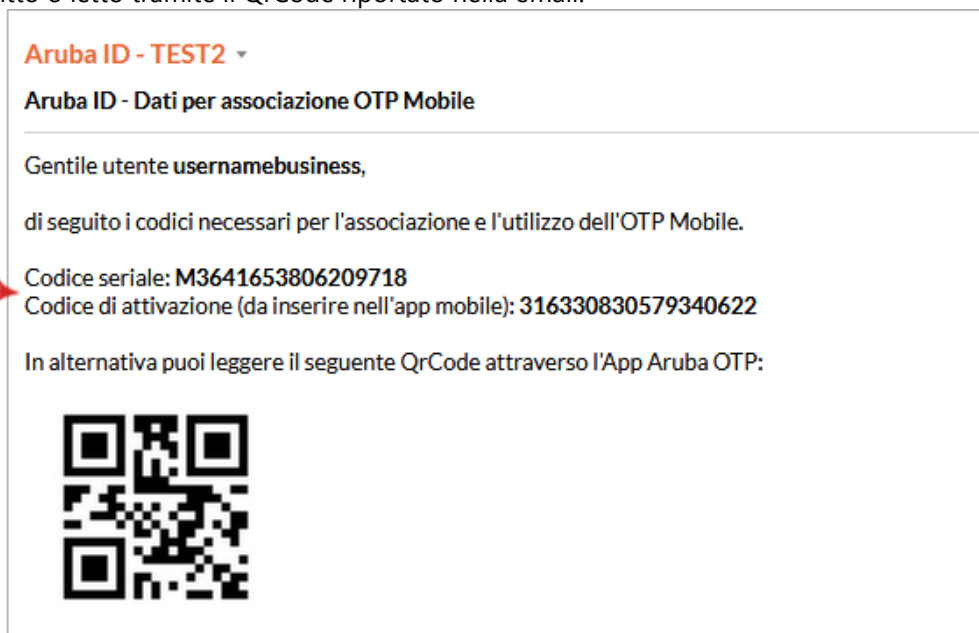 letto tramite il QrCode riportato nella email.
Aruba ID - TEST2
Aruba ID - Dati per associazione OTP Mobile
Gentile utente usernamebusiness,
di seguito i codici necessari per l'associazione e l'utilizzo dell'OTP Mobile.
Codice seriale: M3641653806209718
Codice di attivazione (da inserire nell'app mobile): 316330830579340622
In alternativa puoi leggere il seguente QrCode attraverso l'App Aruba OTP: